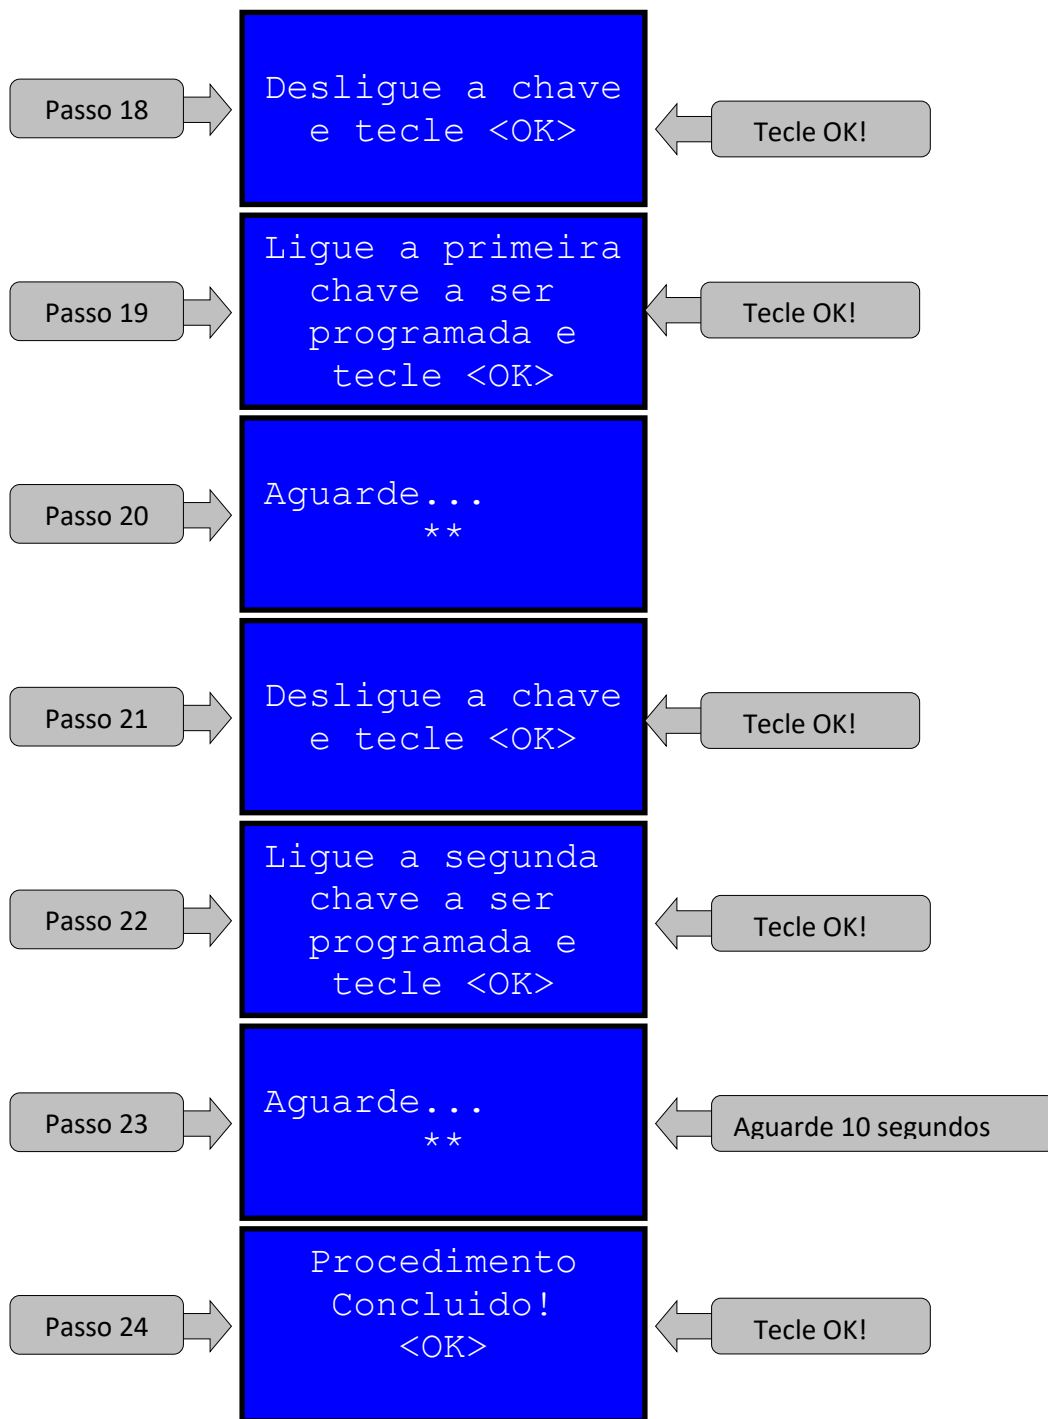 Passo 18
Desligue a chave
e tecle <OK>
Tecle OK!
Passo 19
Ligue a primeira
chave a ser
programada e
tecle <OK>
Tecle OK!
Passo 20
Aguarde...
**
Passo 21
Desligue a chave
e tecle <OK>
Tecle OK!
Passo 22
Ligue a segunda
chave a ser
programada e
tecle <OK>
Tecle OK!
Passo 23
Aguarde...
**
Aguarde 10 segundos
Passo 24
Procedimento
Concluido!
<OK>
Tecle OK!